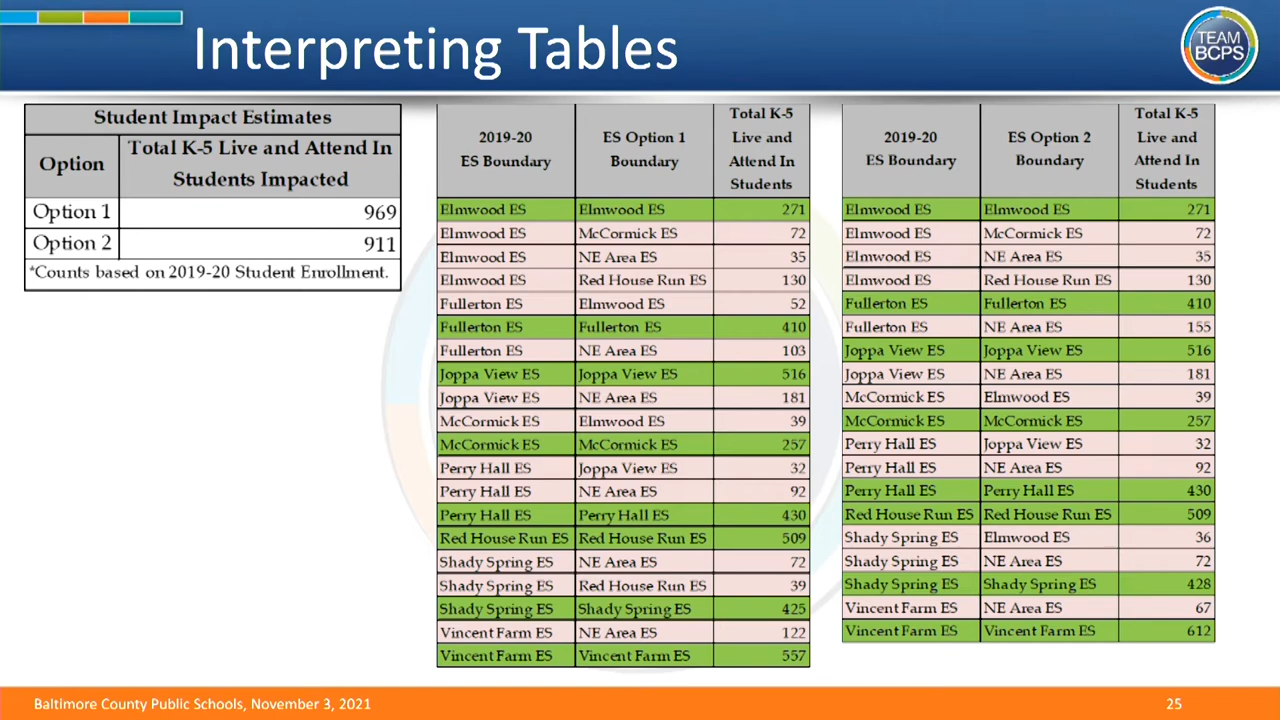 Interpreting Tables
TEAM
BCPS
Student Impact Estimates
Option
Total K-5 Live and Attend In
Students Impacted
Option 1 969
Option 2 911
*Counts based on 2019-20 Student Enrollment.
2019-20
ES Boundary
ES Option 1
Boundary
Total K-5
Live and
Attend In
Students
Elmwood ES Elmwood ES 271
Elmwood ES McCormick ES 72
Elmwood ES NE Area ES 35
Elmwood ES Red House Run ES 130
Fullerton ES Elmwood ES 52
Fullerton ES Fullerton ES 410
Fullerton ES NE Area ES 103
Joppa View ES Joppa View ES 516
Joppa View ES NE Area ES 181
McCormick ES Elmwood ES 39
McCormick ES McCormick ES 257
Perry Hall ES Joppa View ES 32
Perry Hall ES NE Area ES 92
Perry Hall ES Perry Hall ES 430
Red House Run ES Red House Run ES 509
Shady Spring ES NE Area ES 72
Shady Spring ES Red House Run ES 39
Shady Spring ES Shady Spring ES 425
Vincent Farm ES NE Area ES 122
Vincent Farm ES Vincent Farm ES 557
2019-20
ES Boundary
ES Option 2
Boundary
Total K-5
Live and
Attend In
Students
Elmwood ES Elmwood ES 271
Elmwood ES McCormick ES 72
Elmwood ES NE Area ES 35
Elmwood ES Red House Run ES 130
Fullerton ES Fullerton ES 410
Fullerton ES NE Area ES 155
Joppa View ES Joppa View ES 516
Joppa View ES NE Area ES 181
McCormick ES Elmwood ES 39
McCormick ES McCormick ES 257
Perry Hall ES Joppa View ES 32
Perry Hall ES NE Area ES 92
Perry Hall ES Perry Hall ES 430
Red House Run ES Red House Run ES 509
Shady Spring ES Elmwood ES 36
Shady Spring ES NE Area ES 72
Shady Spring ES Shady Spring ES 428
Vincent Farm ES NE Area ES 67
Vincent Farm ES Vincent Farm ES 612
Baltimore County Public Schools, November 3, 2021
25